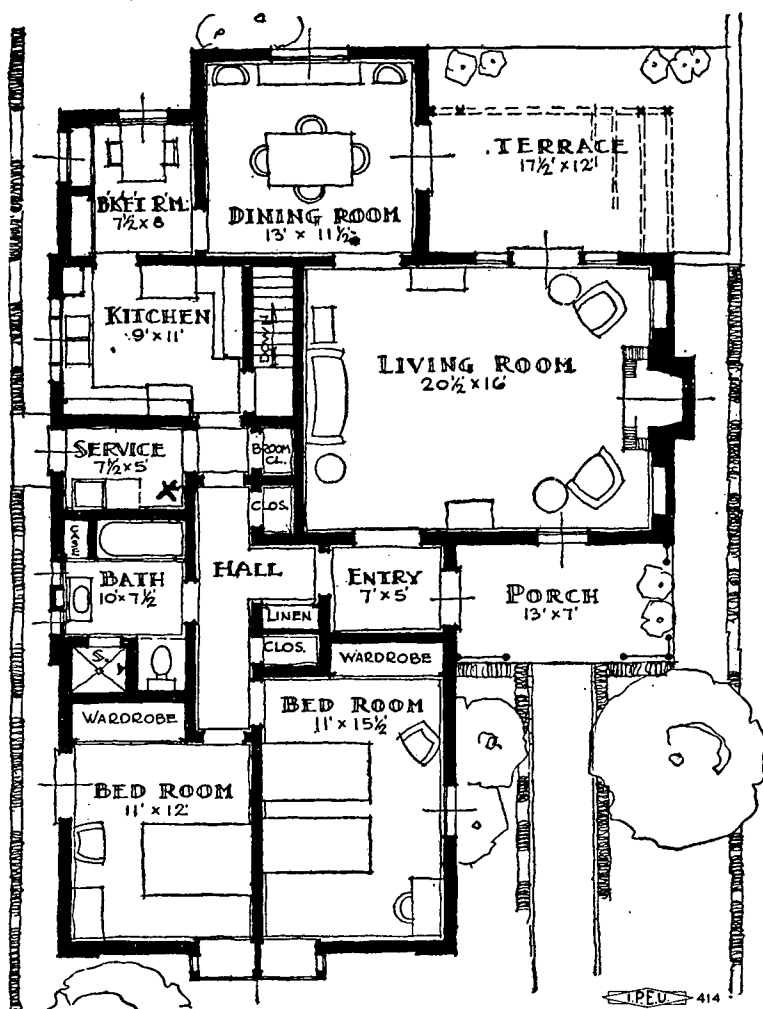 TERRACE
17½' × 12'
BKFT RM.
7½ × 8
DINING ROOM
13' × 11½
KITCHEN
9' × 11'
DOWN
LIVING ROOM
20½ × 16'
SERVICE
7½ × 5'
BROOM
CL.
CLOS.
CASE
BATH
10' × 7½
HALL
ENTRY
7' × 5'
PORCH
13' × 7'
LINEN
S.
CLOS.
WARDROBE
WARDROBE
BED ROOM
11' × 15½'
BED ROOM
11' × 12'
I.P.E.U. 414